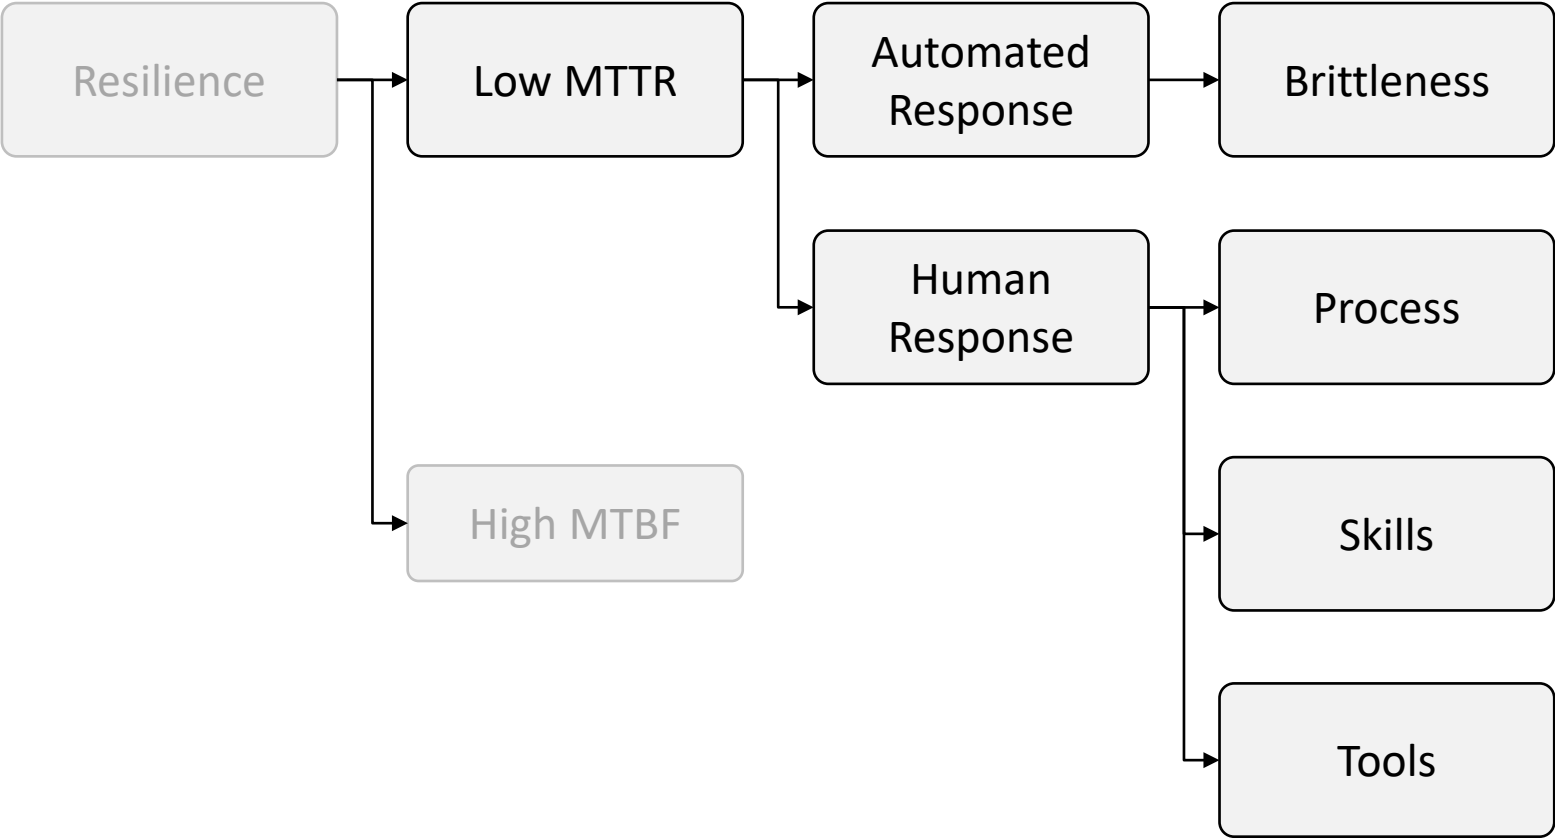 Resilience
Low MTTR
Automated
Response
Brittleness
Human
Response
Process
High MTBF
Skills
Tools